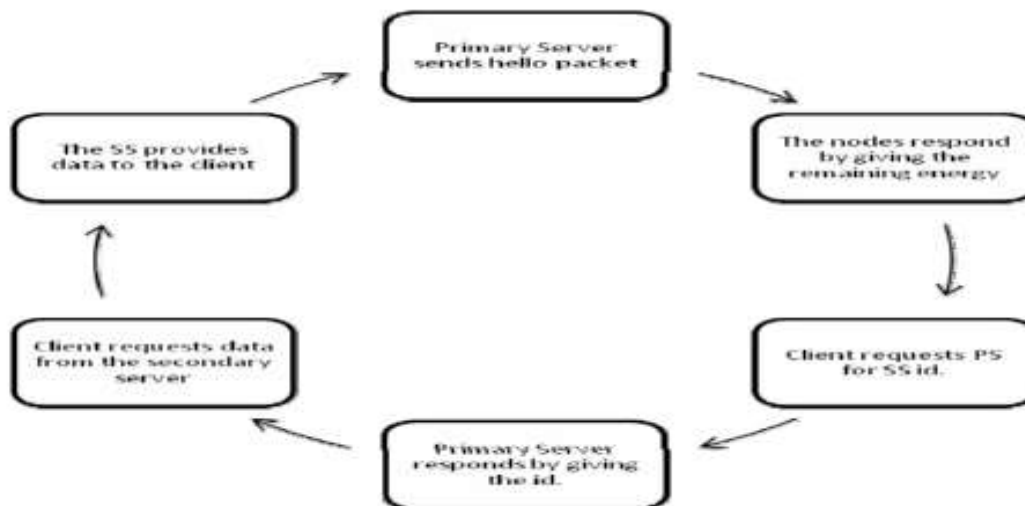 Primary Server
sends hello packet
The nodes respond
by giving the
remaining energy
Client requests PS
for SS id.
Primary Server
responds by giving
the id.
Client requests data
from the secondary
server
The SS provides
data to the client